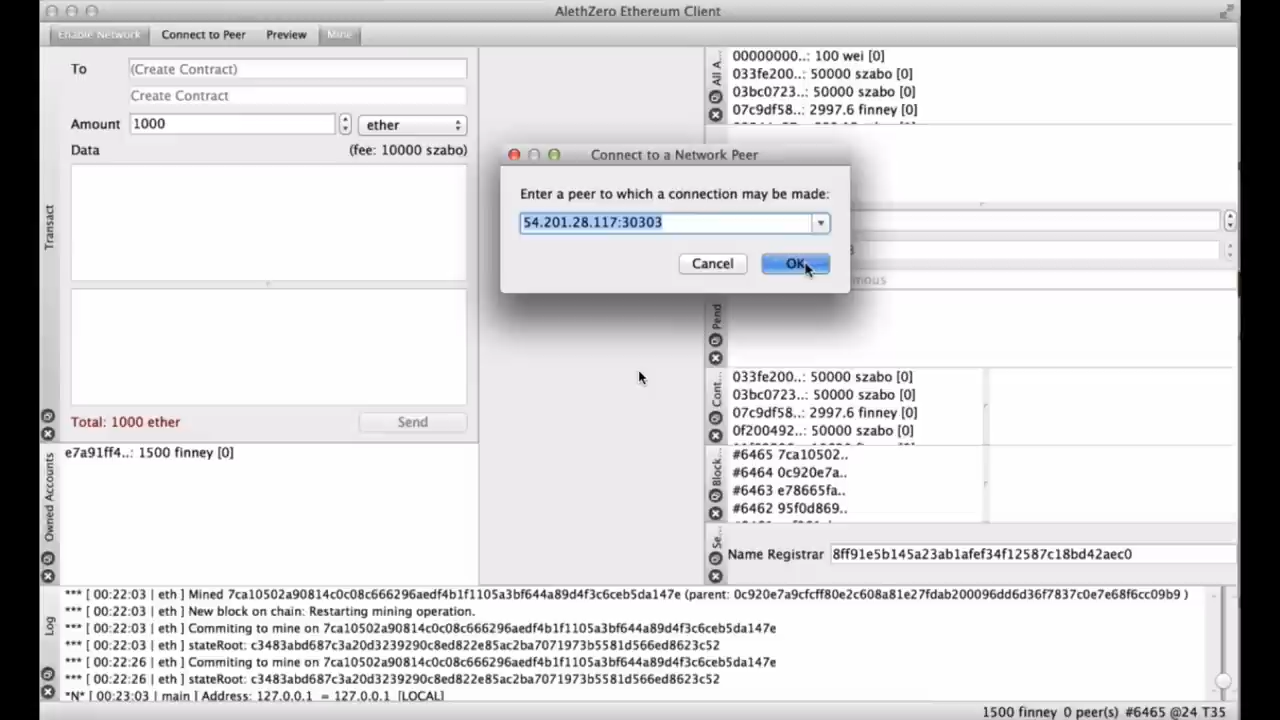 AlethZero Ethereum Client
Enable Network Connect to Peer Preview Mine
To (Create Contract)
Create Contract
Amount 1000 ether
Data (fee: 10000 szabo)
Transact
Total: 1000 ether Send
Owned Accounts
e7a91ff4..: 1500 finney [0]
Connect to a Network Peer
Enter a peer to which a connection may be made:
54.201.28.117:30303
Cancel OK
All A...
00000000..: 100 wei [0]
033fe200..: 50000 szabo [0]
03bc0723..: 50000 szabo [0]
07c9df58..: 2997.6 finney [0]
Pend
Cont...
033fe200..: 50000 szabo [0]
03bc0723..: 50000 szabo [0]
07c9df58..: 2997.6 finney [0]
0f200492..: 50000 szabo [0]
Block...
#6465 7ca10502..
#6464 0c920e7a..
#6463 e78665fa..
#6462 95f0d869..
Se...
Name Registrar 8ff91e5b145a23ab1afef34f12587c18bd42aec0
Log
*** [ 00:22:03 | eth ] Mined 7ca10502a90814c0c08c666296aedf4b1f1105a3bf644a89d4f3c6ceb5da147e (parent: 0c920e7a9cfcff80e2c608a81e27fdab200096dd6d36f7837c0e7e68f6cc09b9 )
*** [ 00:22:03 | eth ] New block on chain: Restarting mining operation.
*** [ 00:22:03 | eth ] Commiting to mine on 7ca10502a90814c0c08c666296aedf4b1f1105a3bf644a89d4f3c6ceb5da147e
*** [ 00:22:03 | eth ] stateRoot: c3483abd687c3a20d3239290c8ed822e85ac2ba7071973b5581d566ed8623c52
*** [ 00:22:26 | eth ] Commiting to mine on 7ca10502a90814c0c08c666296aedf4b1f1105a3bf644a89d4f3c6ceb5da147e
*** [ 00:22:26 | eth ] stateRoot: c3483abd687c3a20d3239290c8ed822e85ac2ba7071973b5581d566ed8623c52
*N* [ 00:23:03 | main ] Address: 127.0.0.1 = 127.0.0.1 [LOCAL]
1500 finney 0 peer(s) #6465 @24 T35